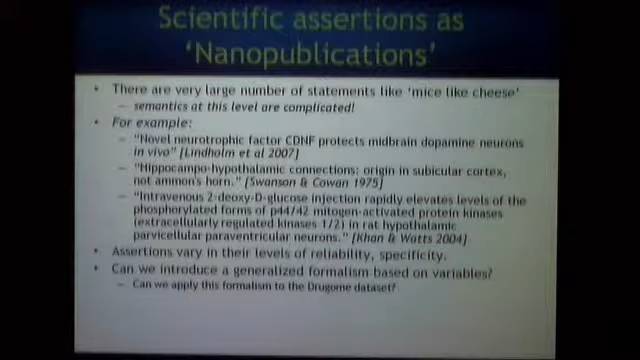 Scientific assertions as
'Nanopublications'
• There are very large number of statements like 'mice like cheese'
– semantics at this level are complicated!
• For example:
– "Novel neurotrophic factor CDNF protects midbrain dopamine neurons
in vivo" [Lindholm et al 2007]
– "Hippocampo-hypothalamic connections: origin in subicular cortex,
not ammon's horn." [Swanson & Cowan 1975]
– "Intravenous 2-deoxy-D-glucose injection rapidly elevates levels of the
phosphorylated forms of p44/42 mitogen-activated protein kinases
(extracellularly regulated kinases 1/2) in rat hypothalamic
parvicellular paraventricular neurons." [Khan & Watts 2004]
• Assertions vary in their levels of reliability, specificity.
• Can we introduce a generalized formalism based on variables?
– Can we apply this formalism to the Drugome dataset?